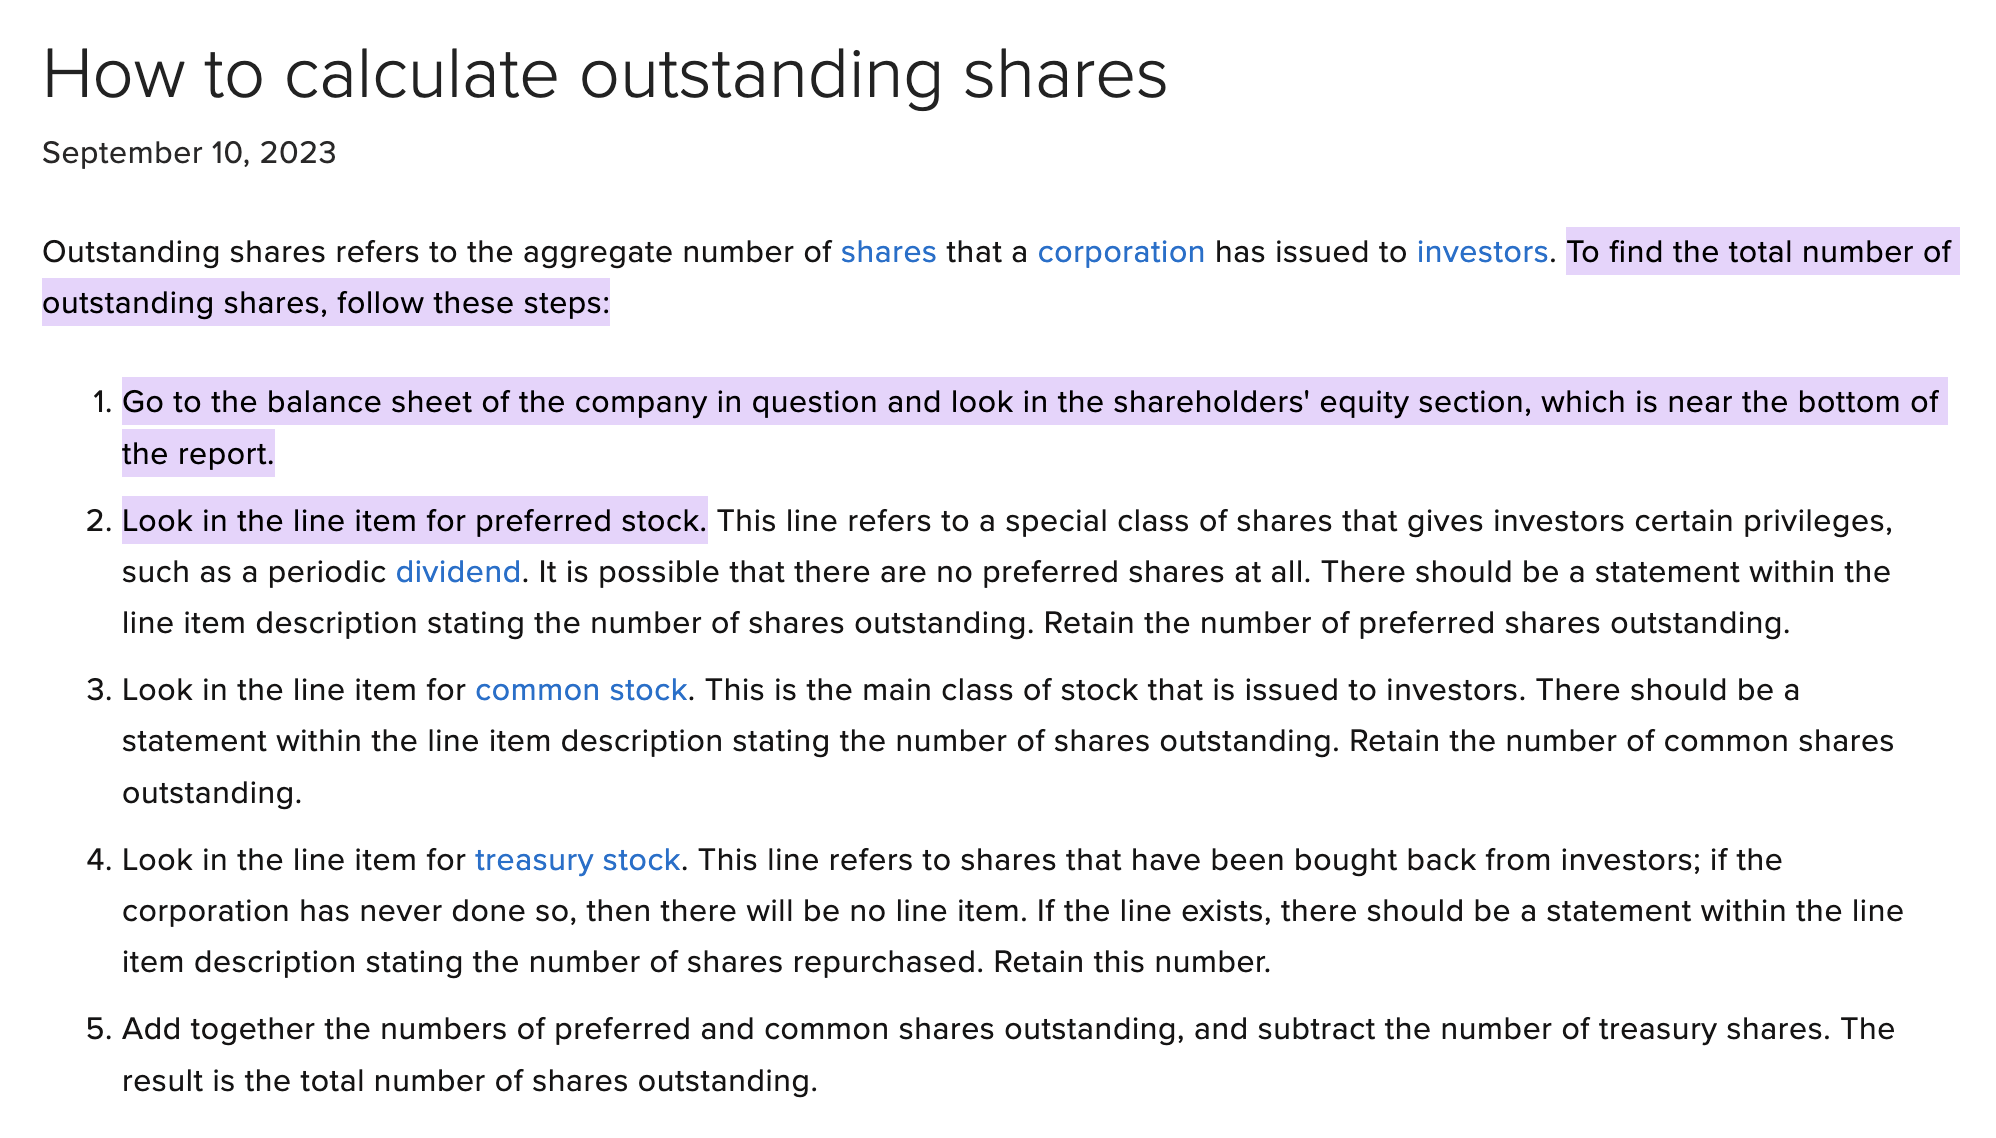 How to calculate outstanding shares
September 10, 2023
Outstanding shares refers to the aggregate number of shares that a corporation has issued to investors. To find the total number of
outstanding shares, follow these steps:
1. Go to the balance sheet of the company in question and look in the shareholders' equity section, which is near the bottom of
the report.
2. Look in the line item for preferred stock. This line refers to a special class of shares that gives investors certain privileges,
such as a periodic dividend. It is possible that there are no preferred shares at all. There should be a statement within the
line item description stating the number of shares outstanding. Retain the number of preferred shares outstanding.
3. Look in the line item for common stock. This is the main class of stock that is issued to investors. There should be a
statement within the line item description stating the number of shares outstanding. Retain the number of common shares
outstanding.
4. Look in the line item for treasury stock. This line refers to shares that have been bought back from investors; if the
corporation has never done so, then there will be no line item. If the line exists, there should be a statement within the line
item description stating the number of shares repurchased. Retain this number.
5. Add together the numbers of preferred and common shares outstanding, and subtract the number of treasury shares. The
result is the total number of shares outstanding.